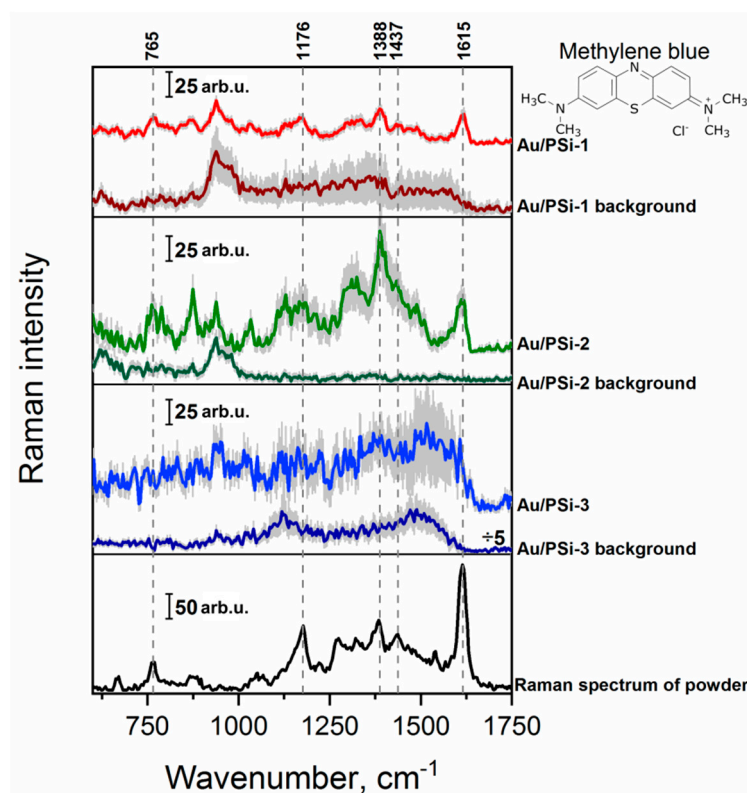 765 1176 1388 1437 1615
Methylene blue
N
H₃C N S N⁺ CH₃
CH₃ Cl⁻ CH₃
25 arb.u.
Au/PSi-1
Au/PSi-1 background
25 arb.u.
Au/PSi-2
Au/PSi-2 background
25 arb.u.
Au/PSi-3
÷5
Au/PSi-3 background
50 arb.u.
Raman spectrum of powder
Raman intensity
750 1000 1250 1500 1750
Wavenumber, cm⁻¹